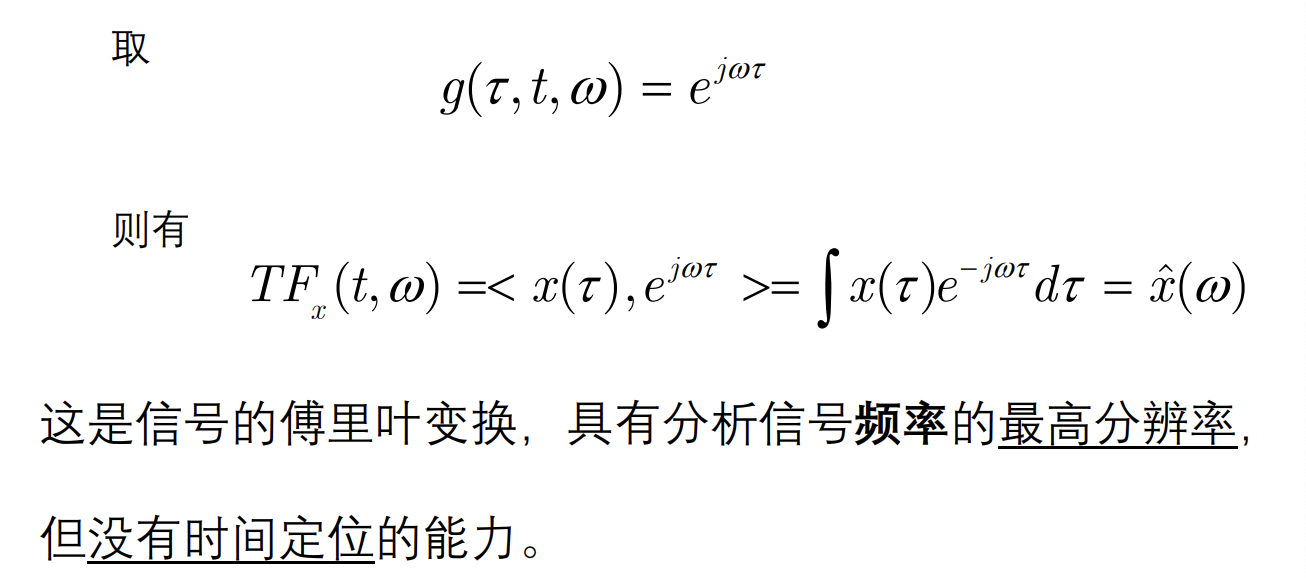 取
g(τ,t,ω) = e^{jωτ}
则有
TF_x(t,ω) =< x(τ),e^{jωτ} >= ∫x(τ)e^{-jωτ}dτ = x̂(ω)
这是信号的傅里叶变换，具有分析信号频率的最高分辨率，
但没有时间定位的能力。